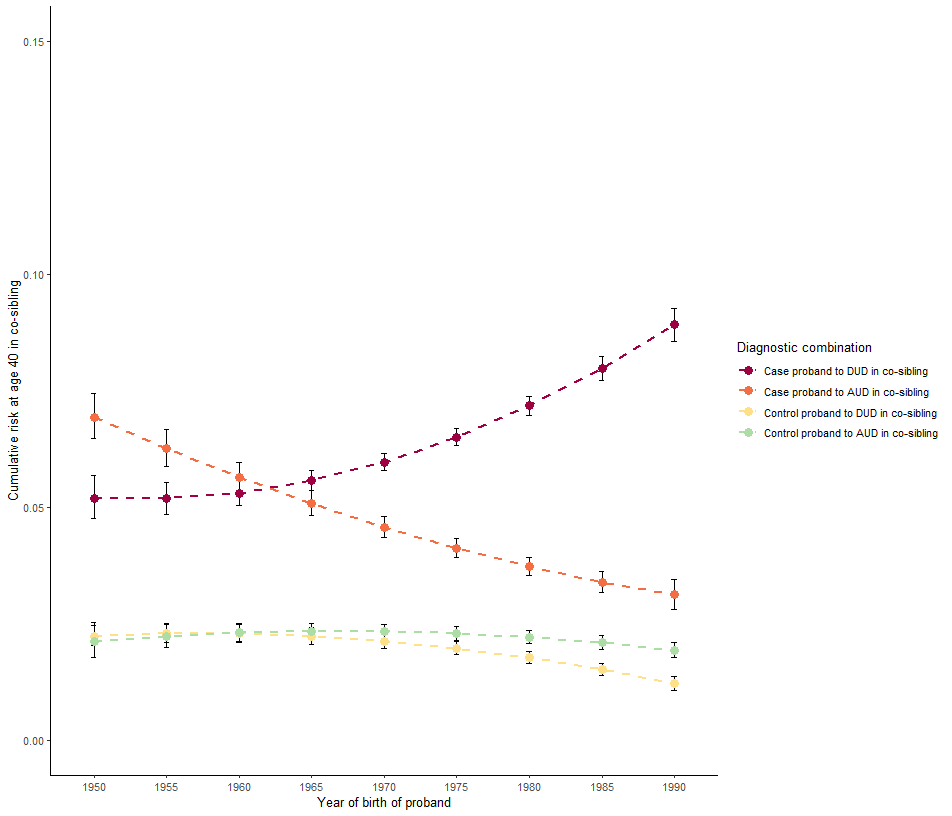 Cumulative risk at age 40 in co-sibling
0.15
0.10
0.05
0.00
1950 1955 1960 1965 1970 1975 1980 1985 1990
Year of birth of proband
Diagnostic combination
Case proband to DUD in co-sibling
Case proband to AUD in co-sibling
Control proband to DUD in co-sibling
Control proband to AUD in co-sibling